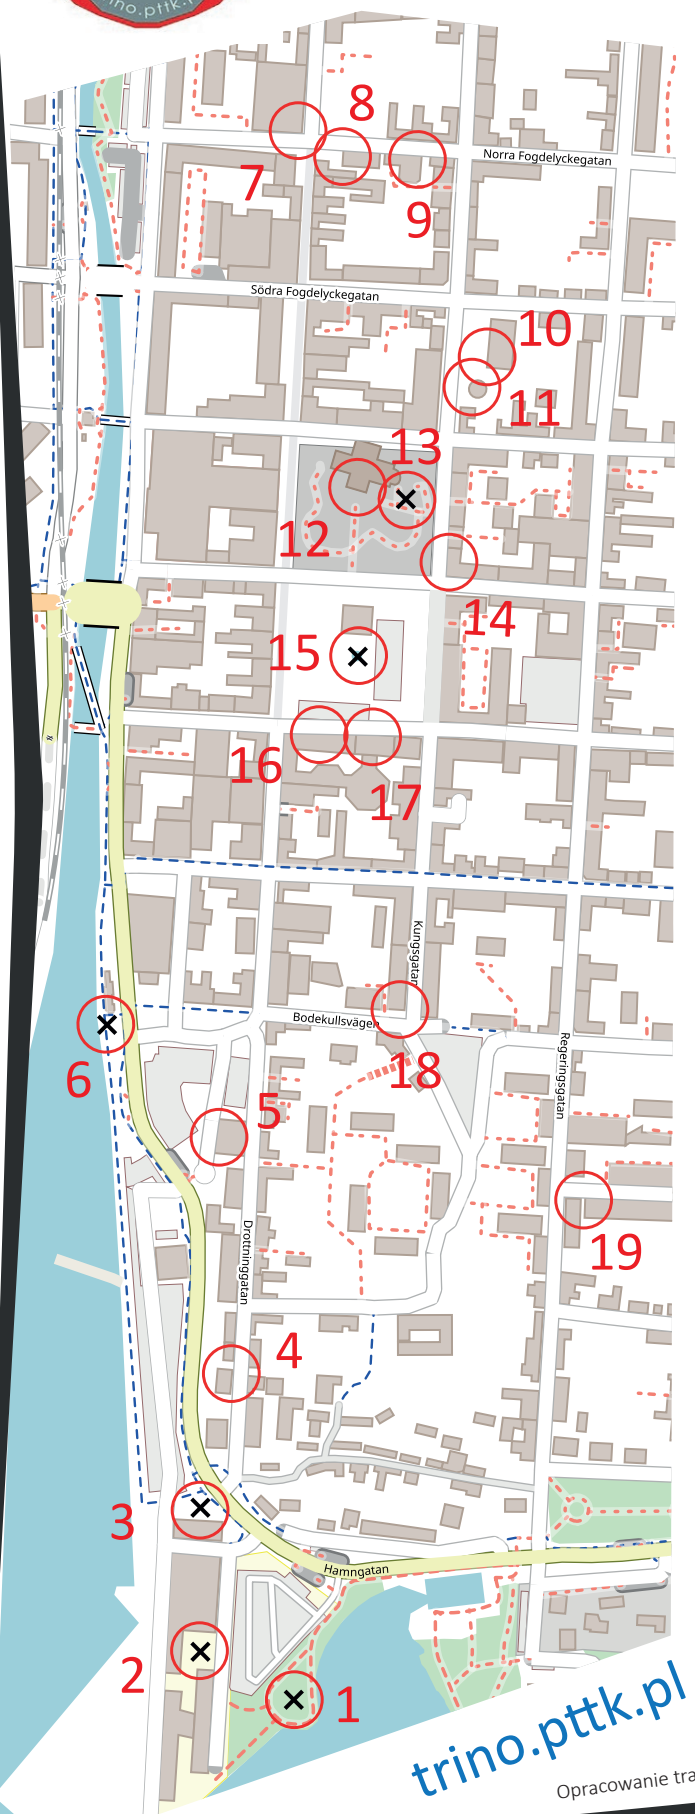 rino.pttk.p
8
Norra Fogdelyckegatan
7
9
Södra Fogdelyckegatan
10
11
13
12
14
15
16
17
Kungsgatan
Bodekullsvägen
6
18
Regeringsgatan
5
19
Drottninggatan
4
3
Hamngatan
2
1
trino.pttk.pl
Opracowanie tra